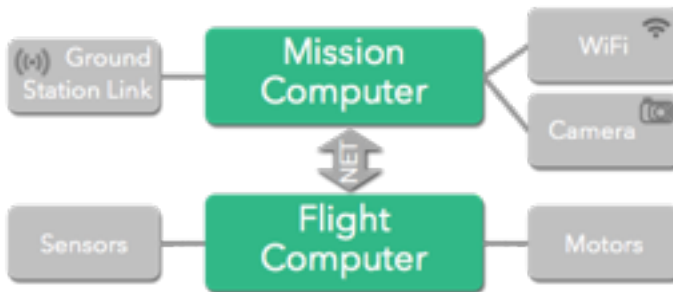 Ground
Station Link
Mission
Computer
WiFi
Camera
NET
Sensors
Flight
Computer
Motors